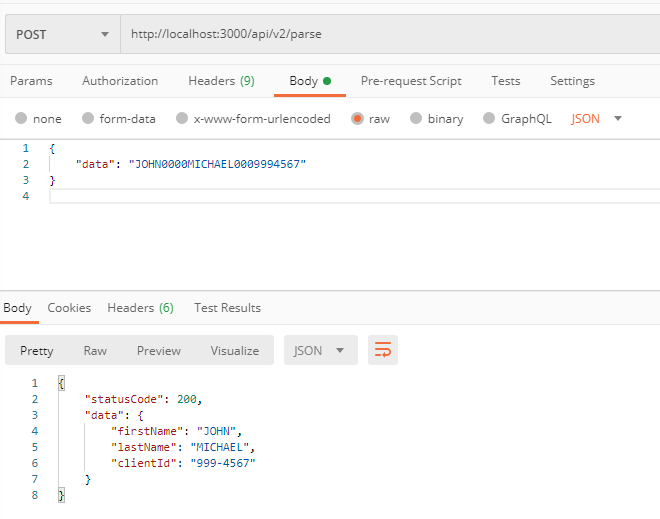 POST http://localhost:3000/api/v2/parse
Params Authorization Headers (9) Body Pre-request Script Tests Settings
none form-data x-www-form-urlencoded raw binary GraphQL JSON
1 {
2 "data": "JOHN0000MICHAEL0009994567"
3 }
4
Body Cookies Headers (6) Test Results
Pretty Raw Preview Visualize JSON
1 {
2 "statusCode": 200,
3 "data": {
4 "firstName": "JOHN",
5 "lastName": "MICHAEL",
6 "clientId": "999-4567"
7 }
8 }